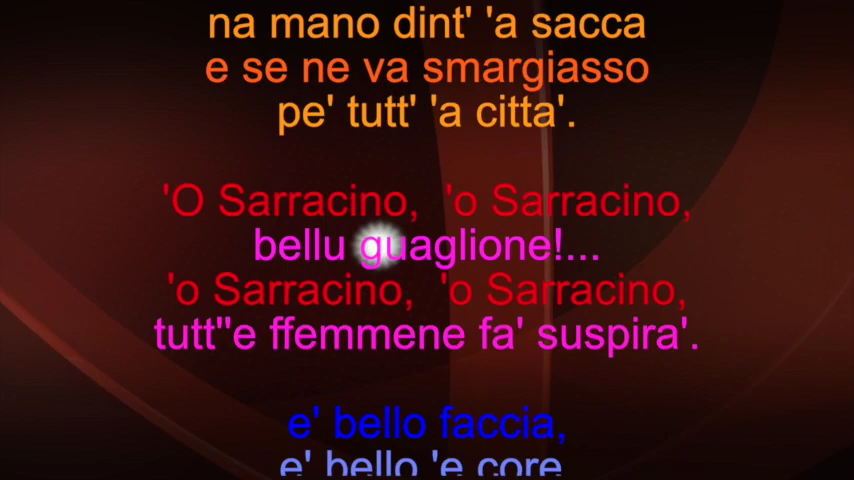 na mano dint' 'a sacca
e se ne va smargiasso
pe' tutt' 'a citta'.
'O Sarracino, 'o Sarracino,
bellu guaglione!...
'o Sarracino, 'o Sarracino,
tutt''e ffemmene fa' suspira'.
e' bello faccia,
e' bello 'e core